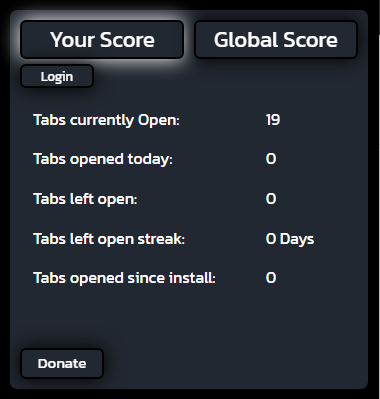 Your Score Global Score
Login
Tabs currently Open: 19
Tabs opened today: 0
Tabs left open: 0
Tabs left open streak: 0 Days
Tabs opened since install: 0
Donate